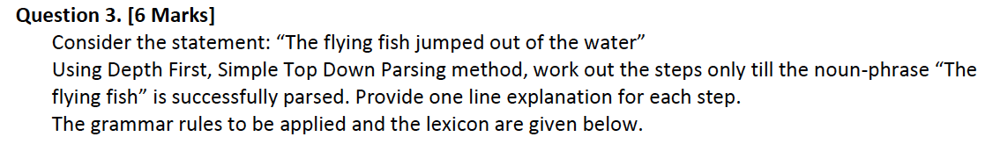 Question 3. [6 Marks]
Consider the statement: “The flying fish jumped out of the water”
Using Depth First, Simple Top Down Parsing method, work out the steps only till the noun-phrase “The
flying fish” is successfully parsed. Provide one line explanation for each step.
The grammar rules to be applied and the lexicon are given below.